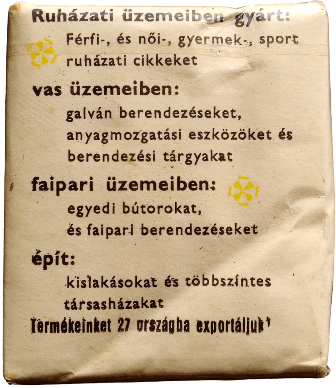 Ruházati üzemeiben gyárt:
Férfi-, és női-, gyermek-, sport
ruházati cikkeket
vas üzemeiben:
galván berendezéseket,
anyagmozgatási eszközöket és
berendezési tárgyakat
faipari üzemeiben:
egyedi bútorokat,
és faipari berendezéseket
épít:
kislakásokat és többszíntes
társasházakat
Termékeinket 27 országba exportáljuk!